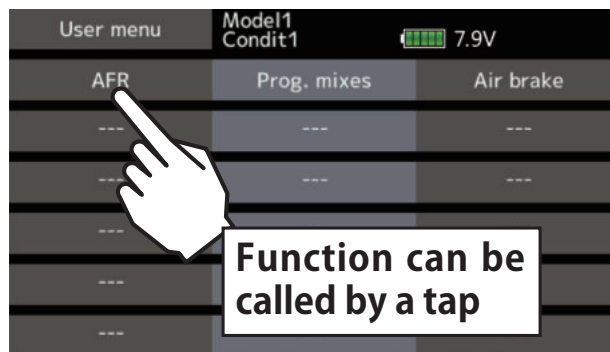 User menu
Model1
Condit1
7.9V
AFR Prog. mixes Air brake
--- --- ---
--- --- ---
---
---
---
Function can be
called by a tap